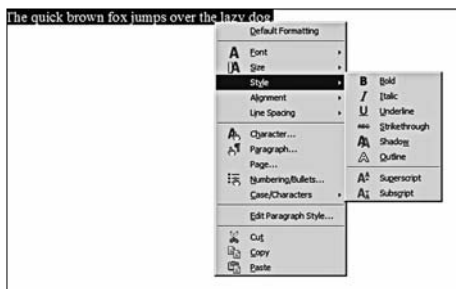 The quick brown fox jumps over the lazy dog.
Default Formatting
Font
Size
Style
Alignment
Line Spacing
Character...
Paragraph...
Page...
Numbering/Bullets...
Case/Characters
Edit Paragraph Style...
Cut
Copy
Paste
B Bold
I Italic
U Underline
ABC Strikethrough
Shadow
Outline
Superscript
Subscript